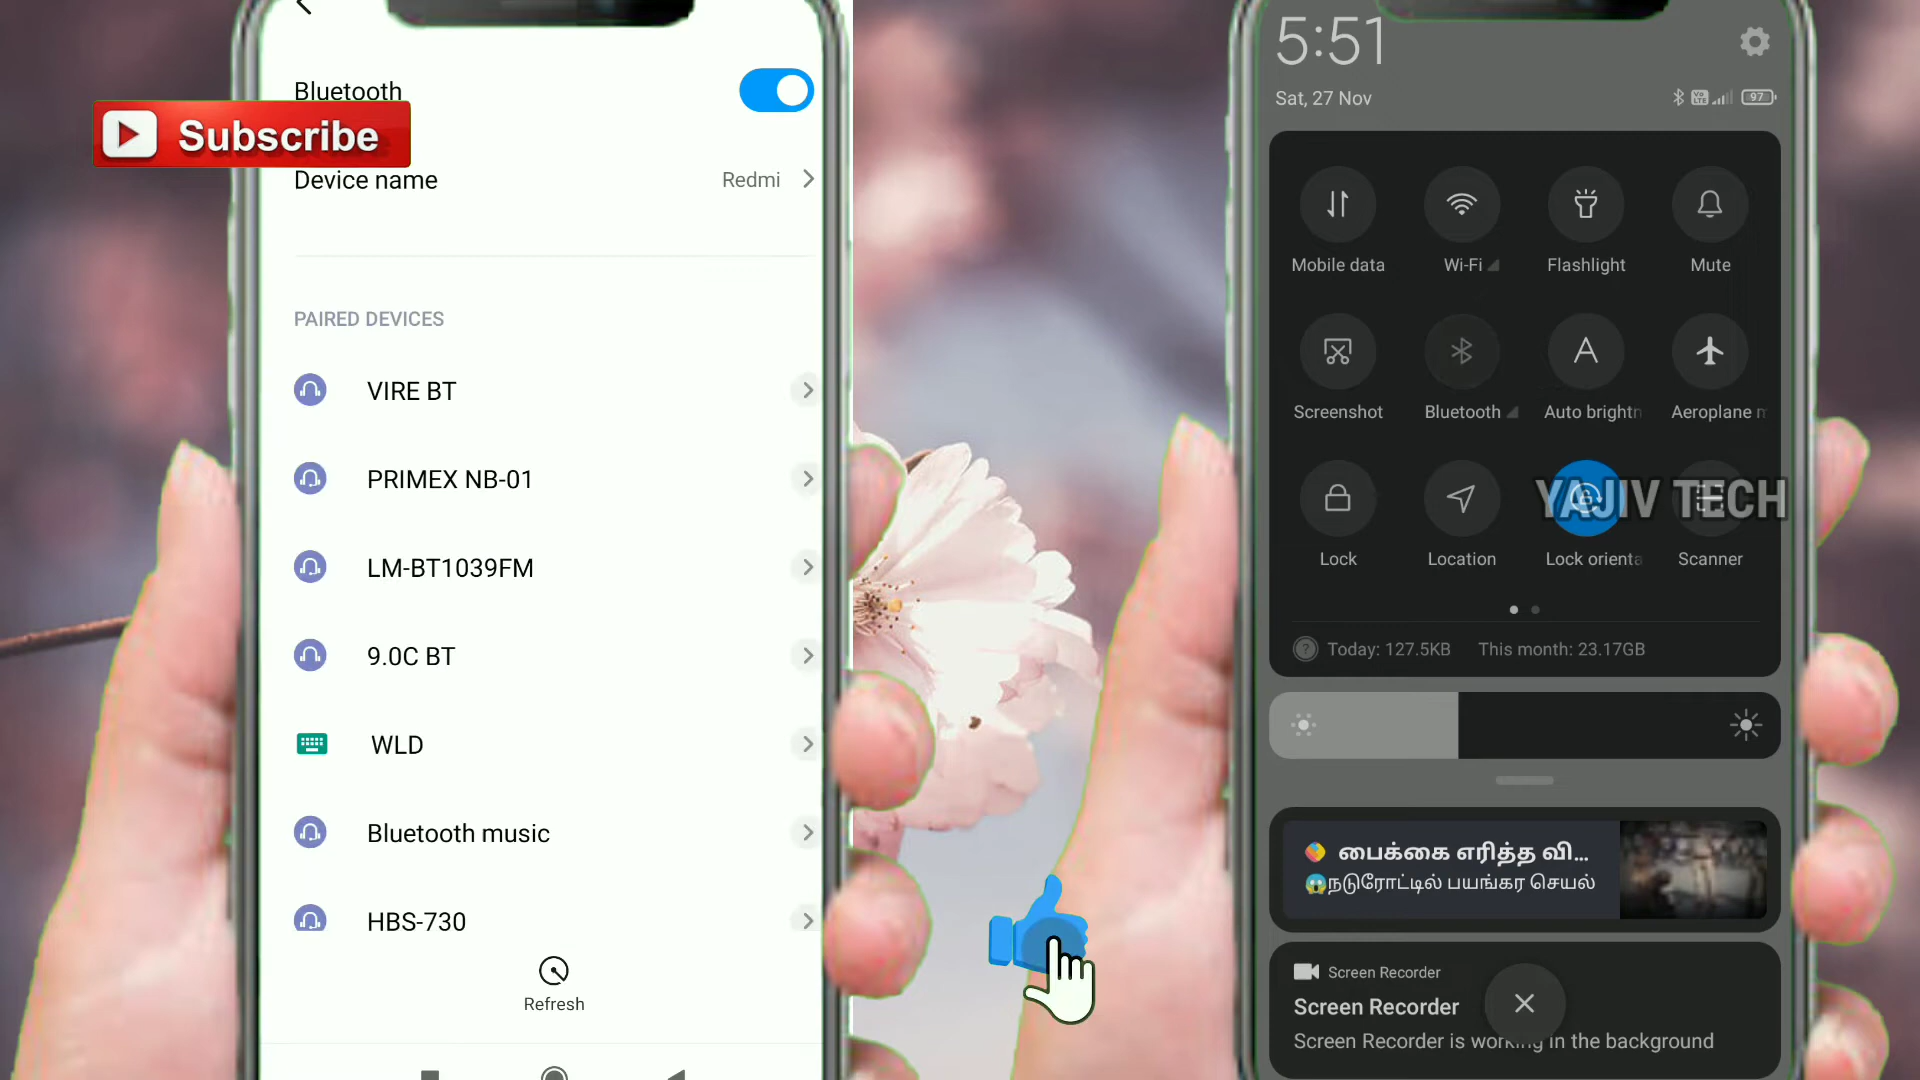 Bluetooth
Subscribe
Device name
Redmi
PAIRED DEVICES
VIRE BT
PRIMEX NB-01
LM-BT1039FM
9.0C BT
WLD
Bluetooth music
HBS-730
Refresh
5:51
Sat, 27 Nov
97
Mobile data
Wi-Fi
Flashlight
Mute
Screenshot
Bluetooth
Auto brightn
Aeroplane m
YAJIV TECH
Lock
Location
Lock orienta
Scanner
Today: 127.5KB
This month: 23.17GB
பைக்கை எரித்த வி...
நடுரோட்டில் பயங்கர செயல்
Screen Recorder
Screen Recorder
Screen Recorder is working in the background